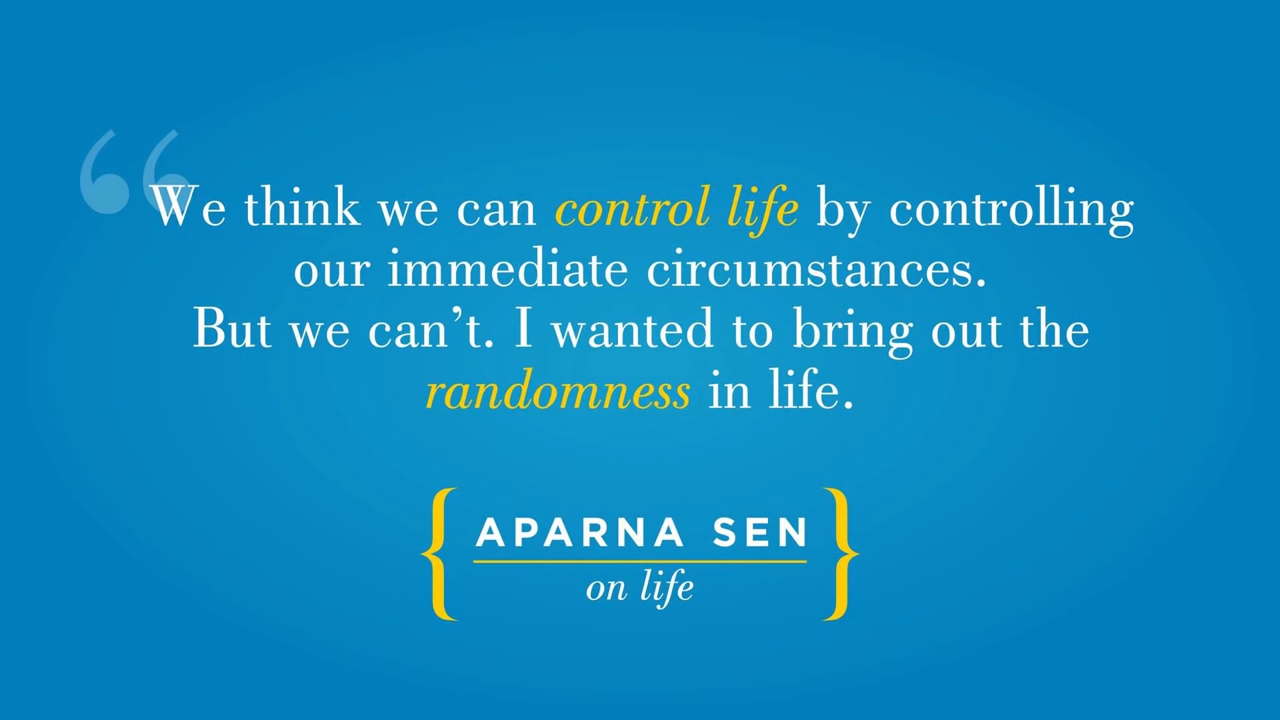 “We think we can control life by controlling
our immediate circumstances.
But we can’t. I wanted to bring out the
randomness in life.
APARNA SEN
on life